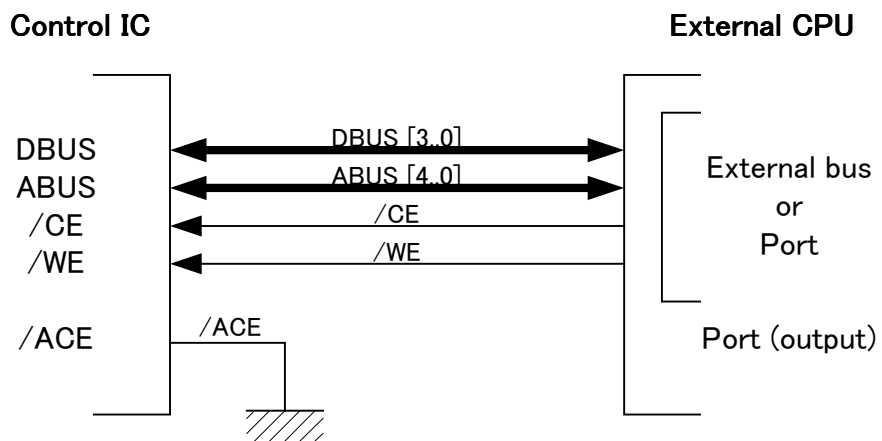 Control IC
External CPU
DBUS
DBUS [3..0]
ABUS
ABUS [4..0]
/CE
/CE
/WE
/WE
External bus
or
Port
/ACE
/ACE
Port (output)